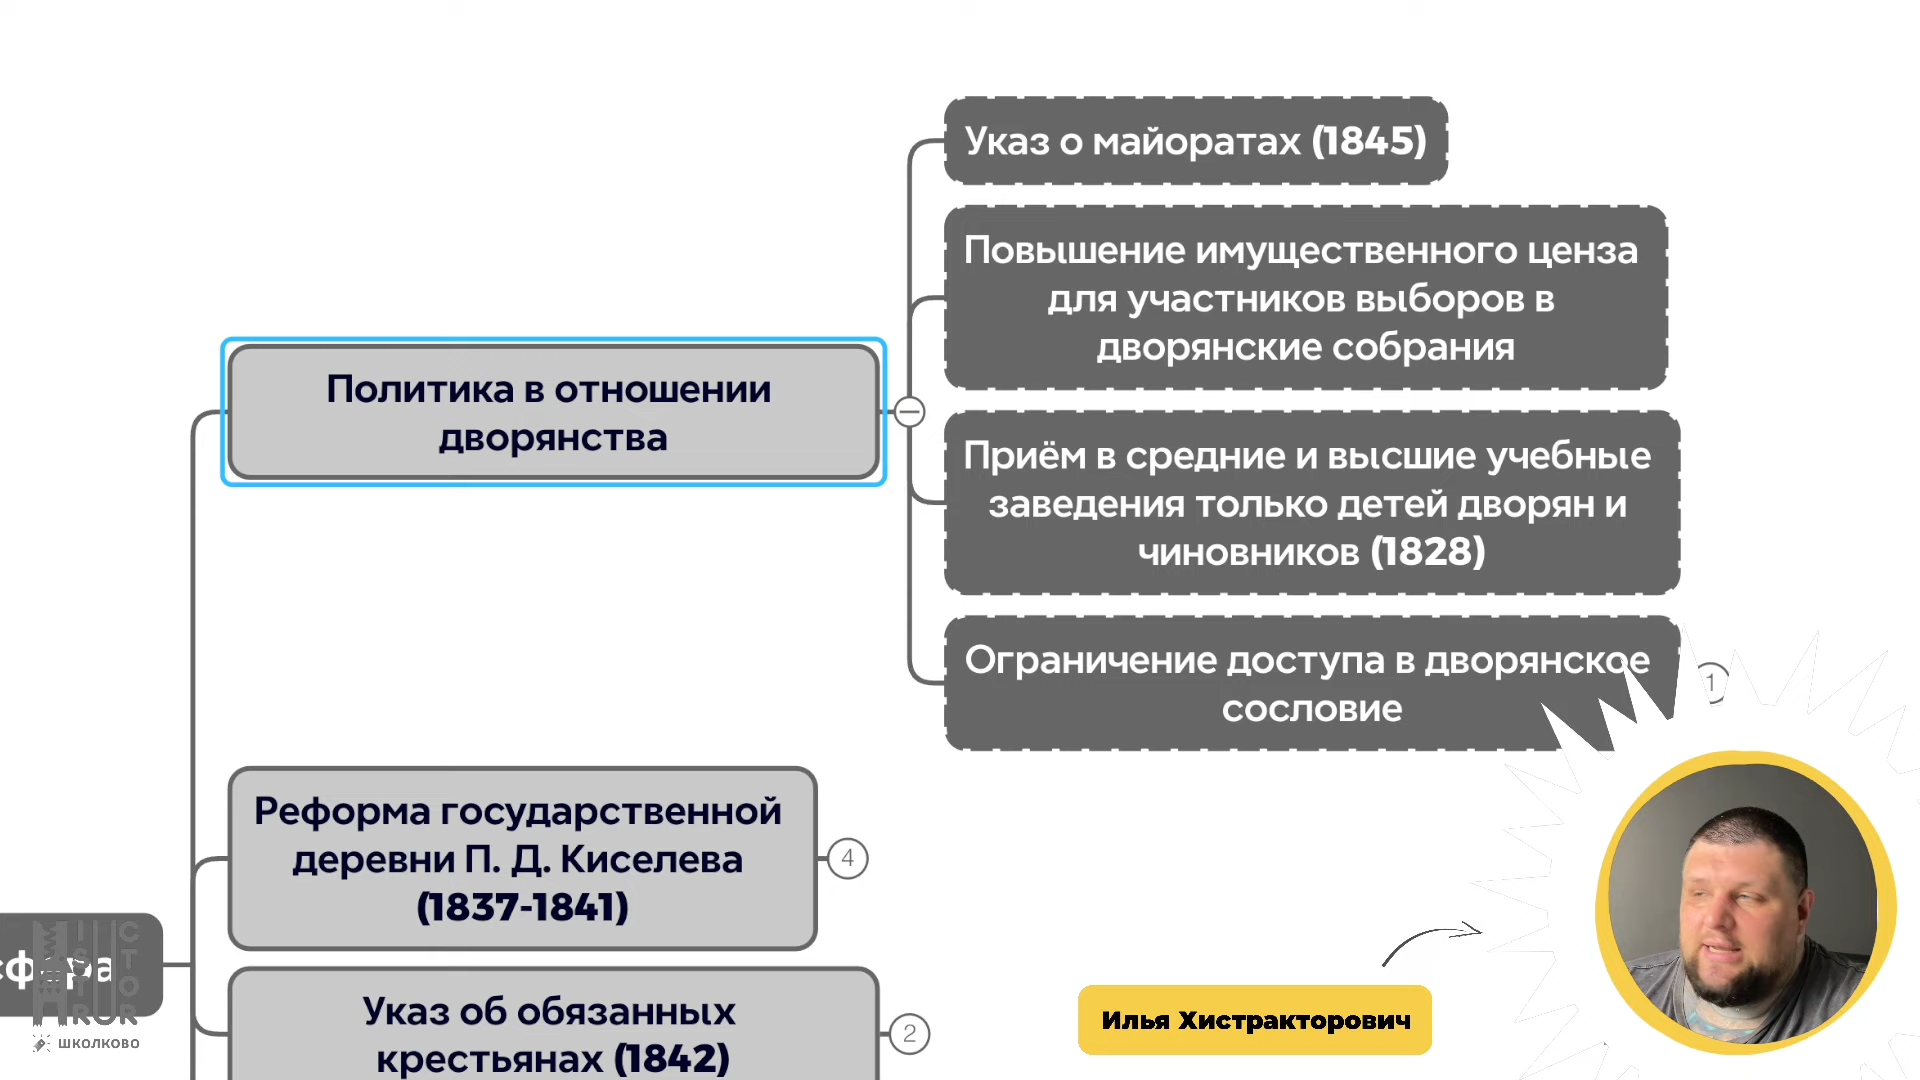 Указ о майоратах (1845)
Повышение имущественного ценза
для участников выборов в
дворянские собрания
Политика в отношении
дворянства
Приём в средние и высшие учебные
заведения только детей дворян и
чиновников (1828)
Ограничение доступа в дворянское
сословие
1
Реформа государственной
деревни П. Д. Киселева
(1837-1841)
4
Указ об обязанных
крестьянах (1842)
2
ШКОЛКОВО
Илья Хистракторович